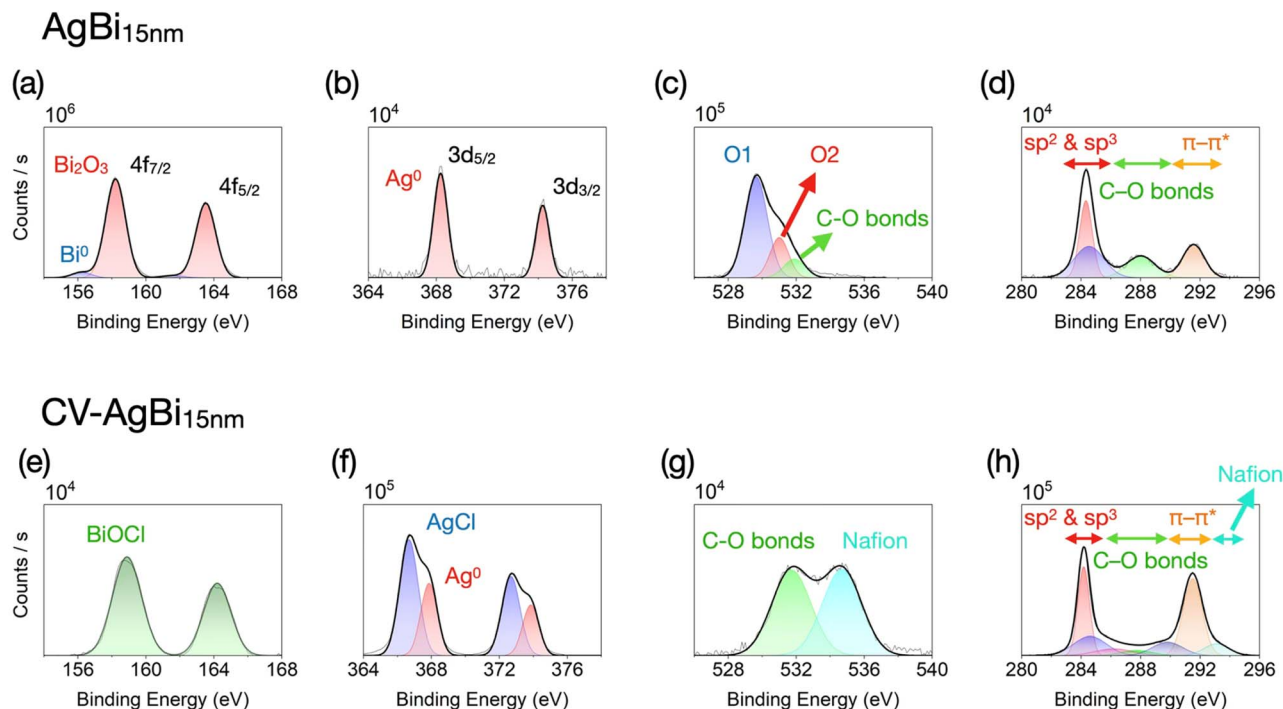 AgBi15nm
(a)
10^6
Bi2O3
4f7/2
4f5/2
Bi0
Counts / s
156 160 164 168
Binding Energy (eV)
(b)
10^4
3d5/2
Ag0
3d3/2
364 368 372 376
Binding Energy (eV)
(c)
10^5
O1
O2
C-O bonds
528 532 536 540
Binding Energy (eV)
(d)
10^4
sp2 & sp3
π–π*
C–O bonds
280 284 288 292 296
Binding Energy (eV)
CV-AgBi15nm
(e)
10^4
BiOCl
Counts / s
156 160 164 168
Binding Energy (eV)
(f)
10^5
AgCl
Ag0
364 368 372 376
Binding Energy (eV)
(g)
10^4
C-O bonds
Nafion
528 532 536 540
Binding Energy (eV)
(h)
10^5
Nafion
sp2 & sp3
π–π*
C–O bonds
280 284 288 292 296
Binding Energy (eV)